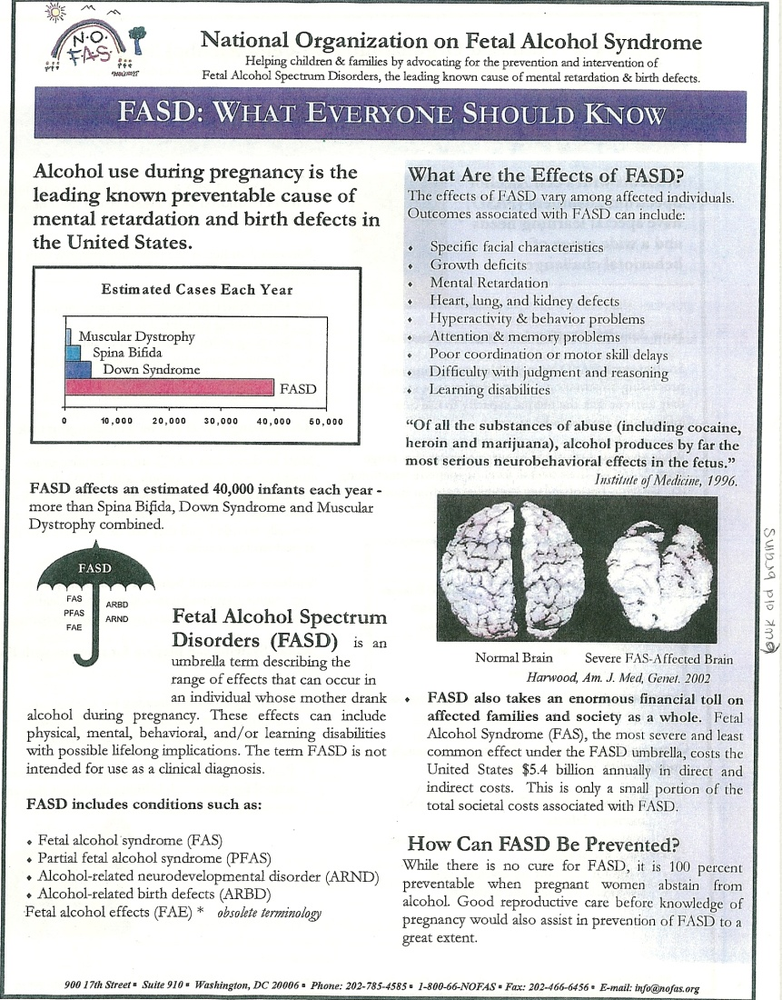 N·O·
F·A·S·
National Organization on Fetal Alcohol Syndrome
Helping children & families by advocating for the prevention and intervention of
Fetal Alcohol Spectrum Disorders, the leading known cause of mental retardation & birth defects.
FASD: WHAT EVERYONE SHOULD KNOW
Alcohol use during pregnancy is the
leading known preventable cause of
mental retardation and birth defects in
the United States.
Estimated Cases Each Year
Muscular Dystrophy
Spina Bifida
Down Syndrome
FASD
0 10,000 20,000 30,000 40,000 50,000
FASD affects an estimated 40,000 infants each year -
more than Spina Bifida, Down Syndrome and Muscular
Dystrophy combined.
FASD
FAS
PFAS
FAE
ARBD
ARND
Fetal Alcohol Spectrum
Disorders (FASD) is an
umbrella term describing the
range of effects that can occur in
an individual whose mother drank
alcohol during pregnancy. These effects can include
physical, mental, behavioral, and/or learning disabilities
with possible lifelong implications. The term FASD is not
intended for use as a clinical diagnosis.
FASD includes conditions such as:
• Fetal alcohol syndrome (FAS)
• Partial fetal alcohol syndrome (PFAS)
• Alcohol-related neurodevelopmental disorder (ARND)
• Alcohol-related birth defects (ARBD)
Fetal alcohol effects (FAE) * obsolete terminology
What Are the Effects of FASD?
The effects of FASD vary among affected individuals.
Outcomes associated with FASD can include:
• Specific facial characteristics
• Growth deficits
• Mental Retardation
• Heart, lung, and kidney defects
• Hyperactivity & behavior problems
• Attention & memory problems
• Poor coordination or motor skill delays
• Difficulty with judgment and reasoning
• Learning disabilities
“Of all the substances of abuse (including cocaine,
heroin and marijuana), alcohol produces by far the
most serious neurobehavioral effects in the fetus.”
Institute of Medicine, 1996.
Normal Brain Severe FAS-Affected Brain
Harwood, Am. J. Med, Genet. 2002
• FASD also takes an enormous financial toll on
affected families and society as a whole. Fetal
Alcohol Syndrome (FAS), the most severe and least
common effect under the FASD umbrella, costs the
United States $5.4 billion annually in direct and
indirect costs. This is only a small portion of the
total societal costs associated with FASD.
How Can FASD Be Prevented?
While there is no cure for FASD, it is 100 percent
preventable when pregnant women abstain from
alcohol. Good reproductive care before knowledge of
pregnancy would also assist in prevention of FASD to a
great extent.
6wk old brains
900 17th Street ▪ Suite 910 ▪ Washington, DC 20006 ▪ Phone: 202-785-4585 ▪ 1-800-66-NOFAS ▪ Fax: 202-466-6456 ▪ E-mail: info@nofas.org